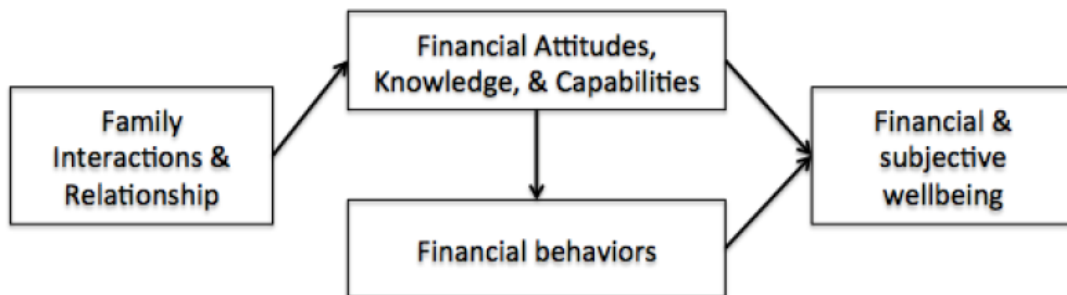 Financial Attitudes,
Knowledge, & Capabilities
Family
Interactions &
Relationship
Financial &
subjective
wellbeing
Financial behaviors